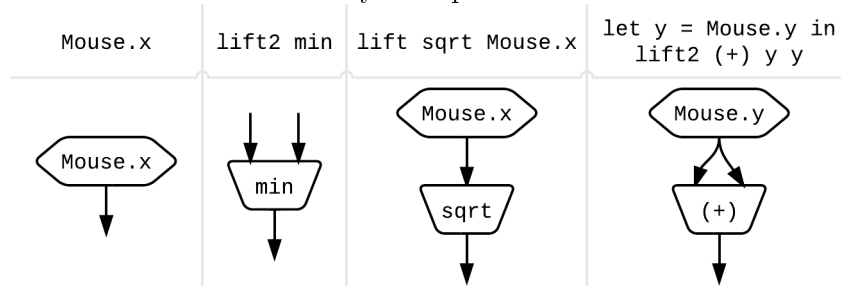 Mouse.x
lift2 min
lift sqrt Mouse.x
let y = Mouse.y in
lift2 (+) y y
Mouse.x
min
Mouse.x
sqrt
Mouse.y
(+)